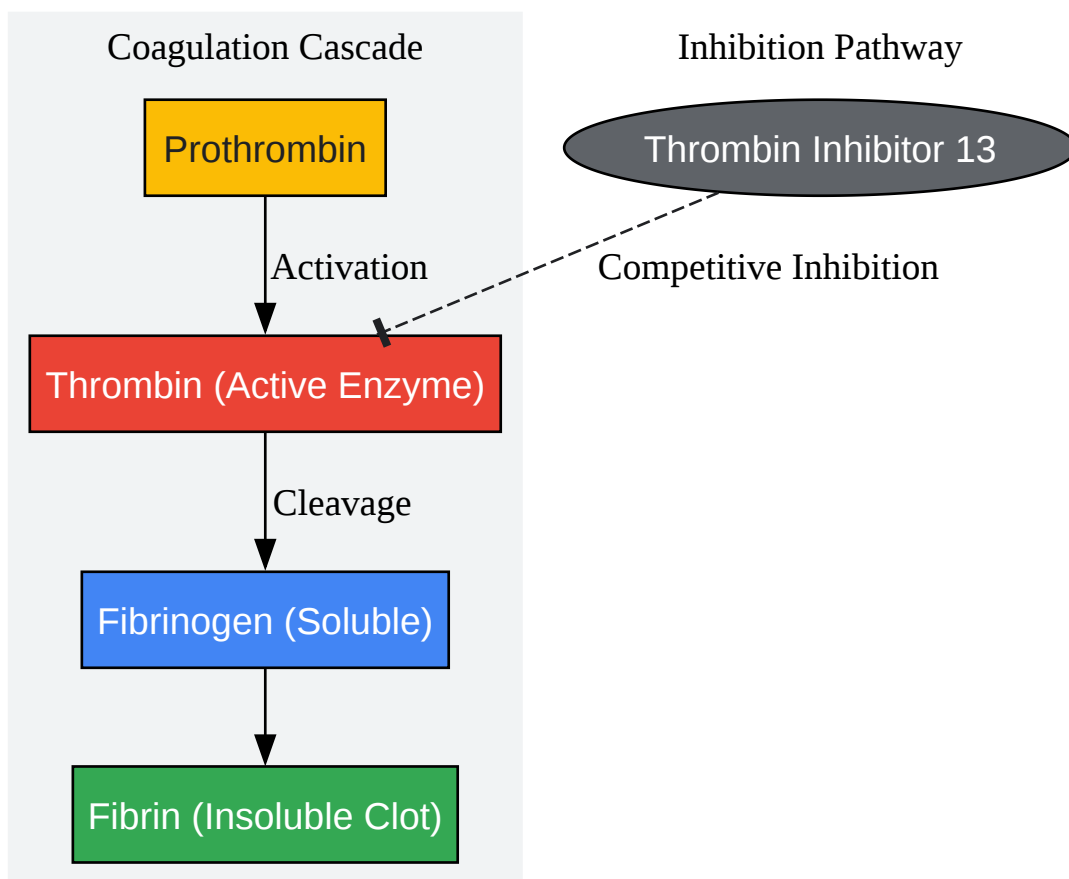 Coagulation Cascade
Inhibition Pathway
Prothrombin
Thrombin Inhibitor 13
Activation
Competitive Inhibition
Thrombin (Active Enzyme)
Cleavage
Fibrinogen (Soluble)
Fibrin (Insoluble Clot)